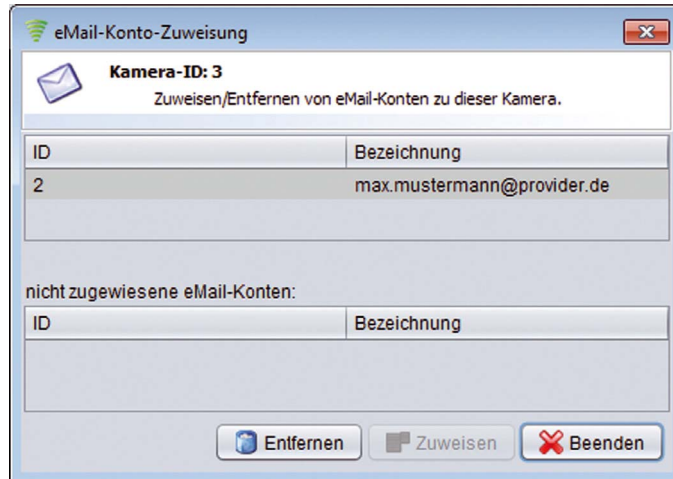 eMail-Konto-Zuweisung
Kamera-ID: 3
Zuweisen/Entfernen von eMail-Konten zu dieser Kamera.
ID Bezeichnung
2 max.mustermann@provider.de
nicht zugewiesene eMail-Konten:
ID Bezeichnung
Entfernen Zuweisen Beenden